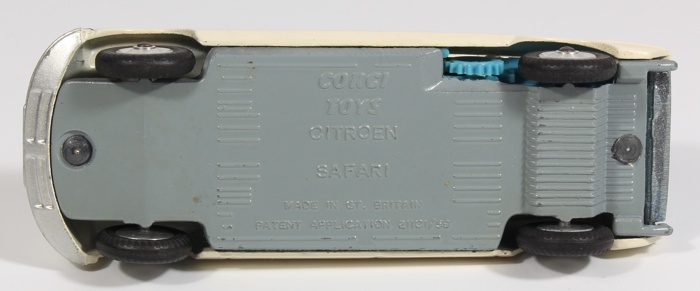 CORGI
TOYS
CITROEN
SAFARI
MADE IN GT. BRITAIN
PATENT APPLICATION